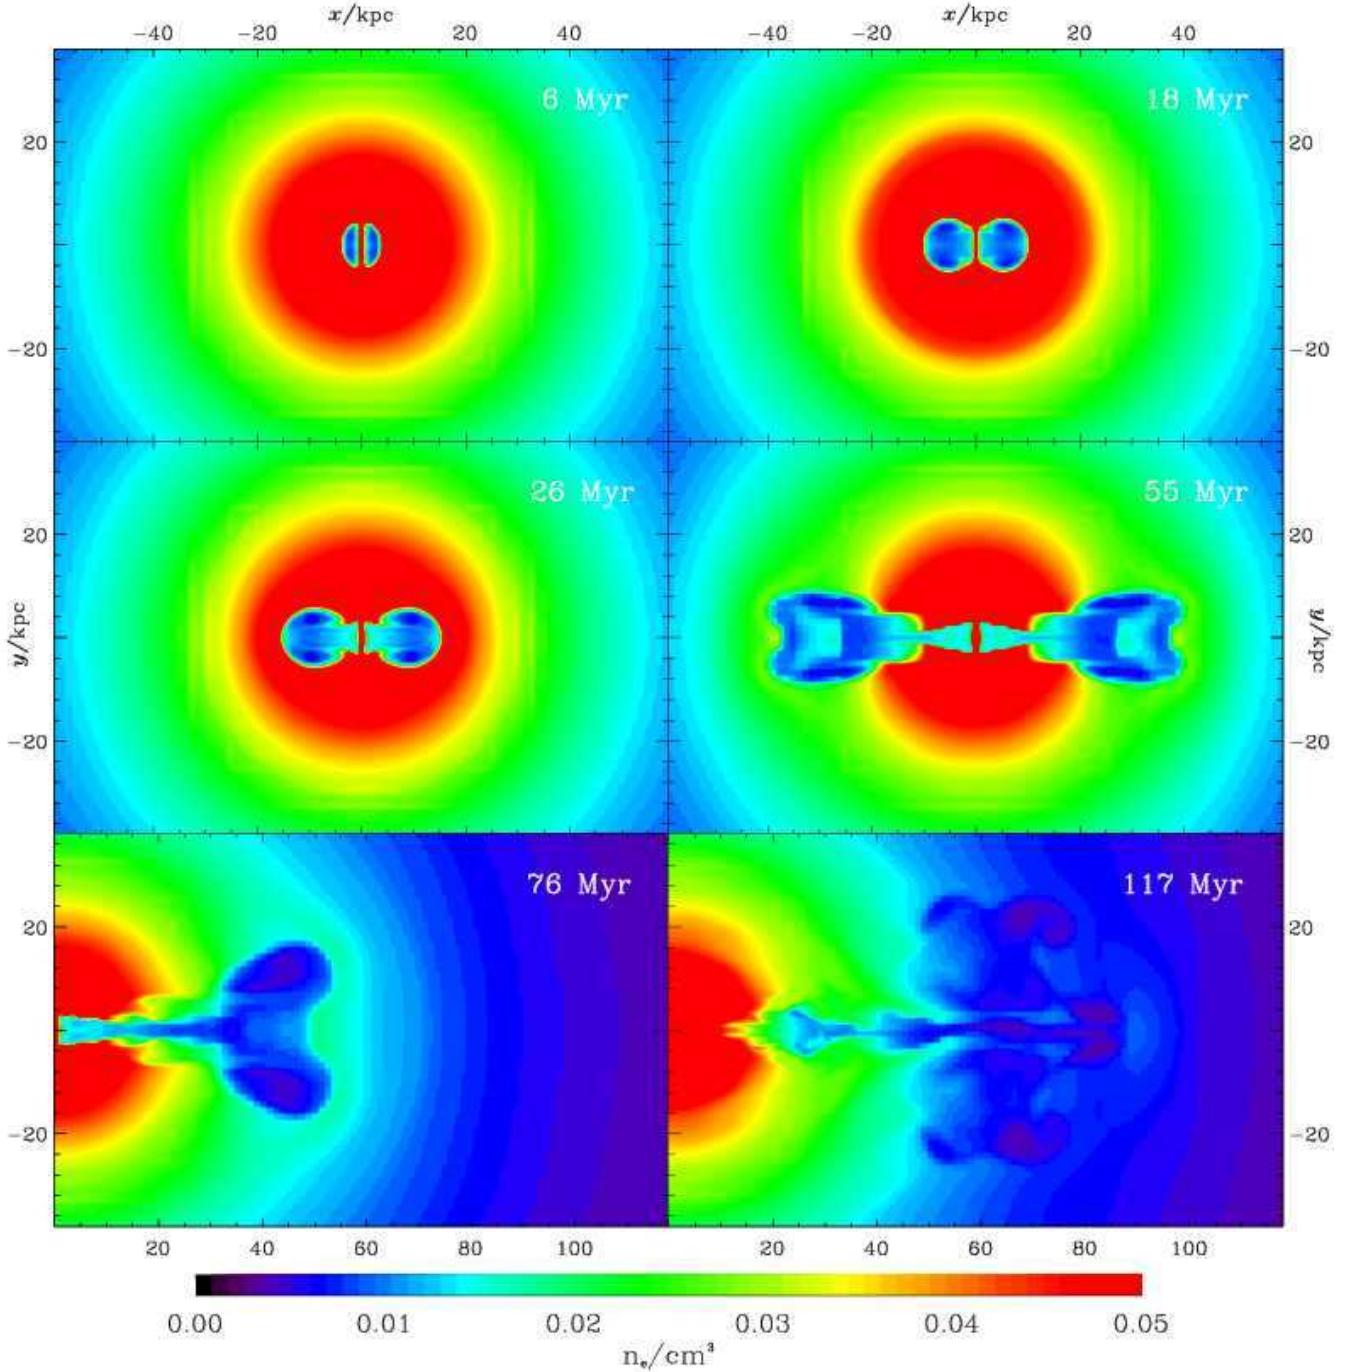 x/kpc x/kpc
−40 −20 0 20 40 −40 −20 0 20 40
6 Myr 18 Myr
20 20
−20 −20
26 Myr 55 Myr
20 20
y/kpc y/kpc
−20 −20
76 Myr 117 Myr
20 20
−20 −20
20 40 60 80 100 20 40 60 80 100
0.00 0.01 0.02 0.03 0.04 0.05
nₑ/cm³